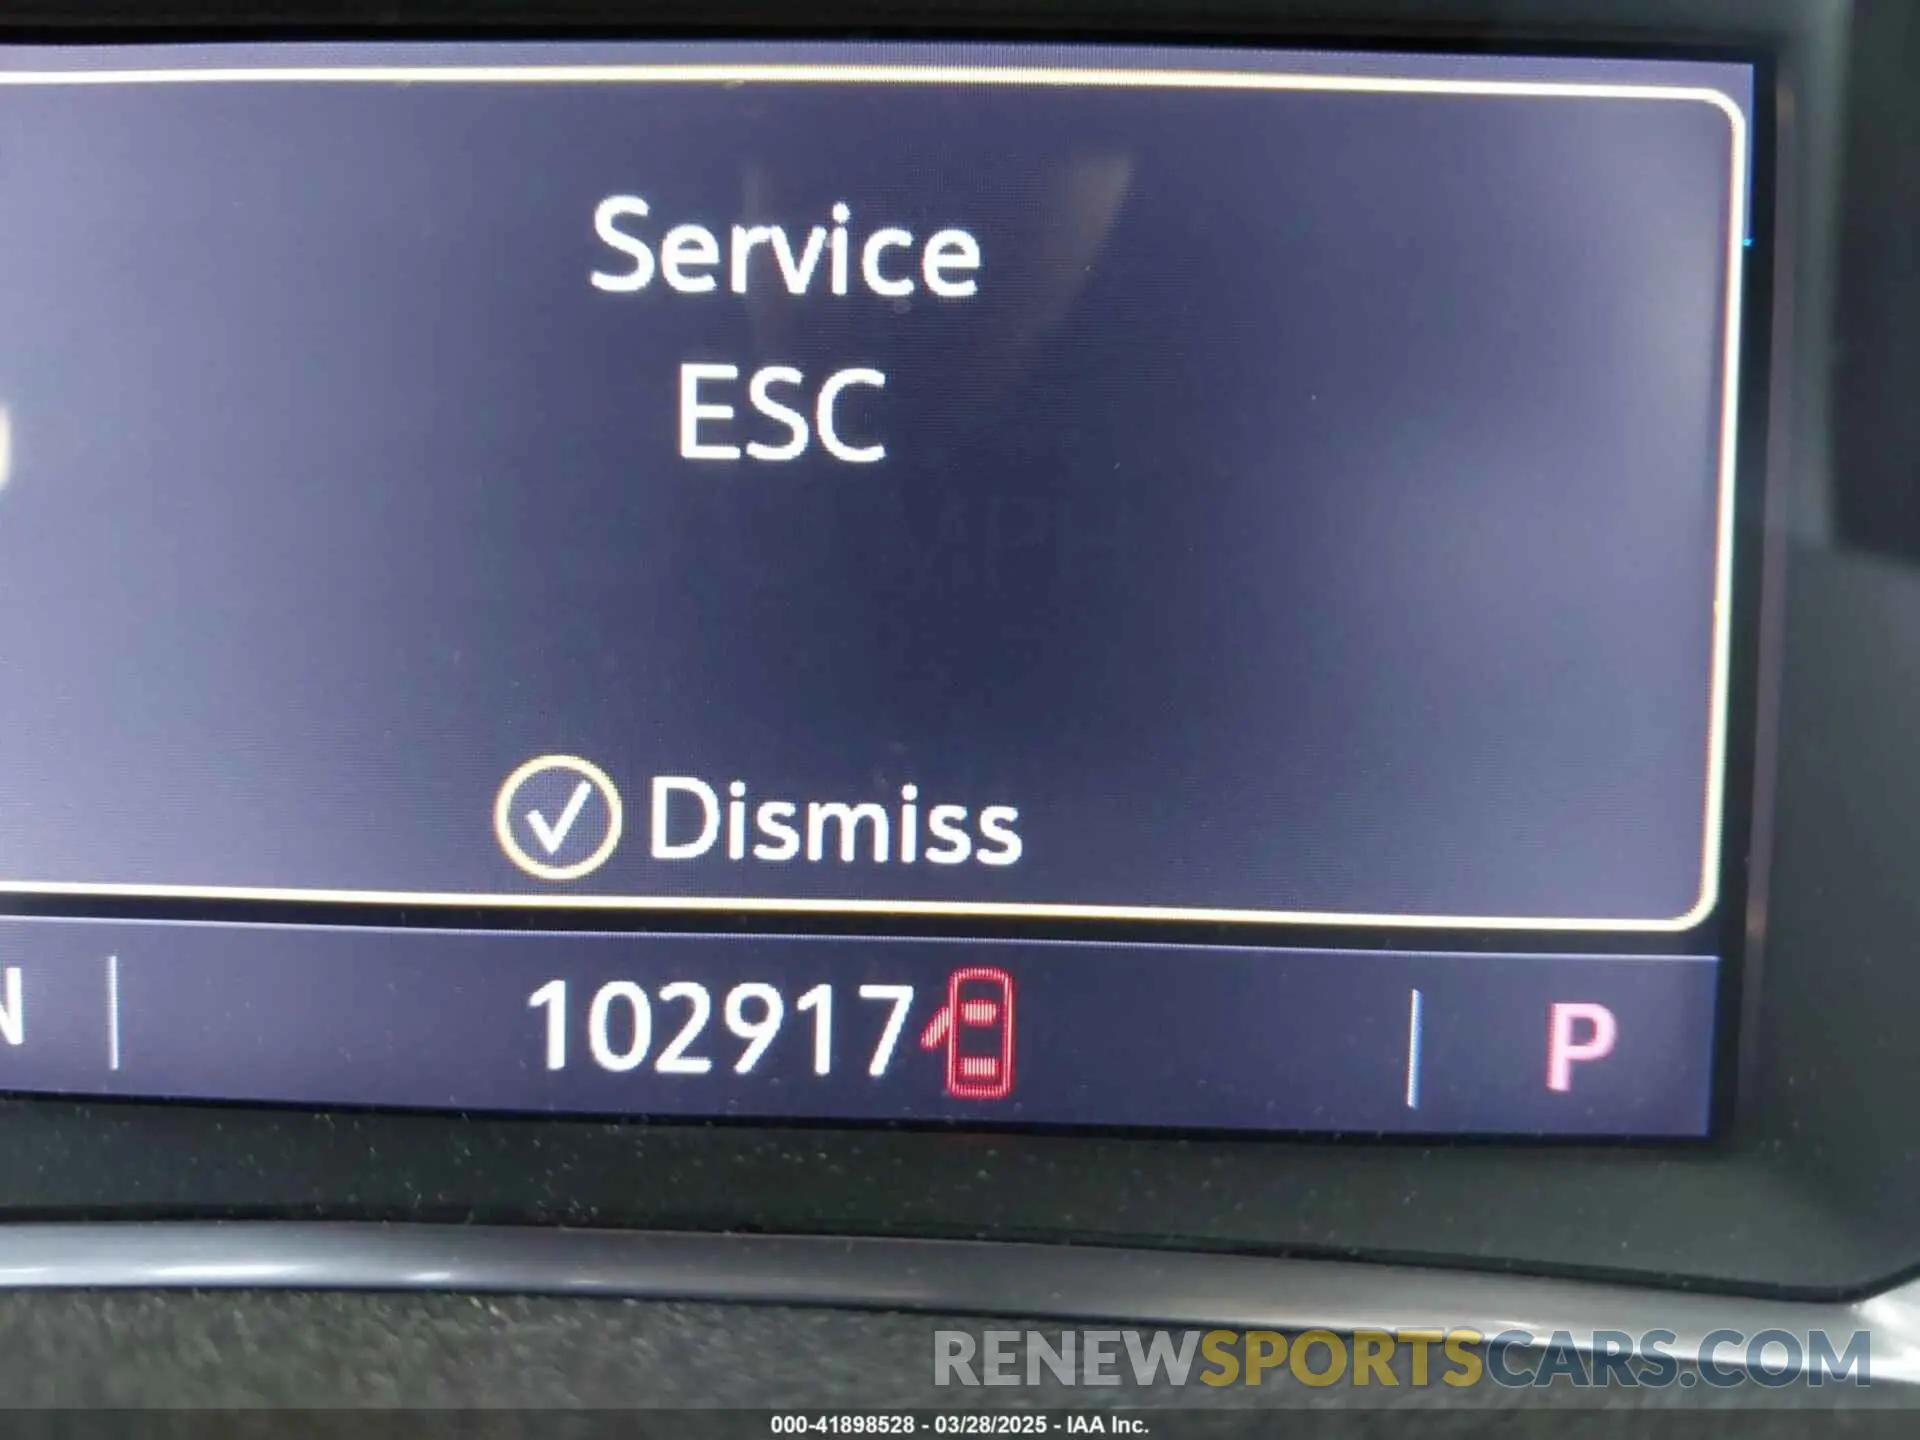 Service
ESC
Dismiss
N
102917
P
RENEWSPORTSCARS.COM
000-41898528 - 03/28/2025 - IAA Inc.